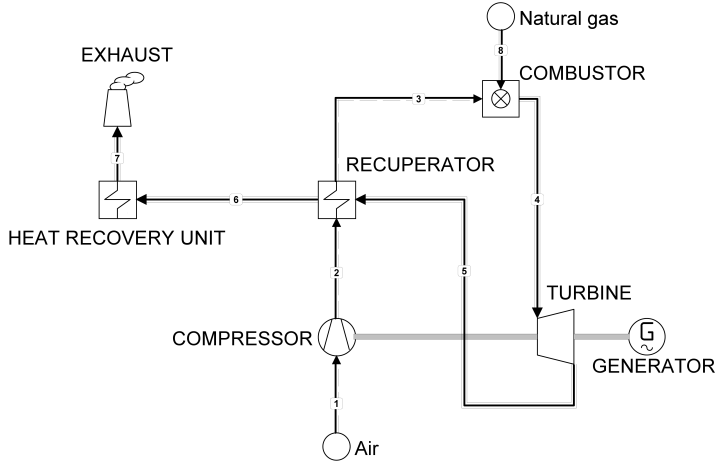 Natural gas
8
EXHAUST
COMBUSTOR
3
7
RECUPERATOR
6
4
HEAT RECOVERY UNIT
2
5
TURBINE
COMPRESSOR
G
~
GENERATOR
1
Air